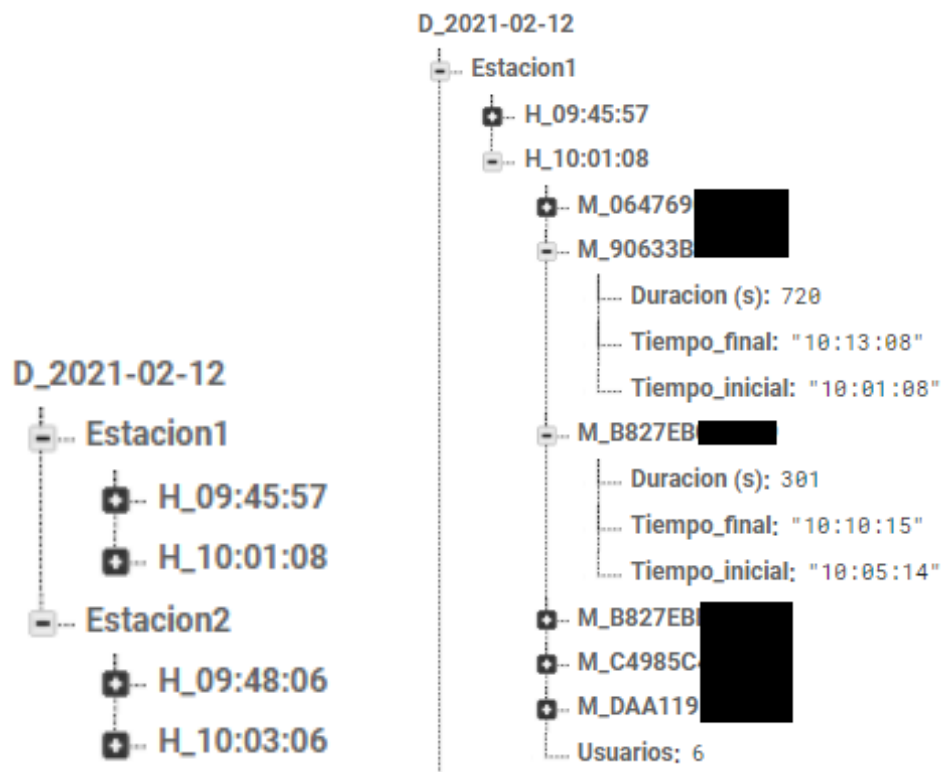 D_2021-02-12
Estacion1
H_09:45:57
H_10:01:08
Estacion2
H_09:48:06
H_10:03:06
D_2021-02-12
Estacion1
H_09:45:57
H_10:01:08
M_064769
M_90633B
Duracion (s): 720
Tiempo_final: "10:13:08"
Tiempo_inicial: "10:01:08"
M_B827EB
Duracion (s): 301
Tiempo_final: "10:10:15"
Tiempo_inicial: "10:05:14"
M_B827EB
M_C4985C
M_DAA119
Usuarios: 6